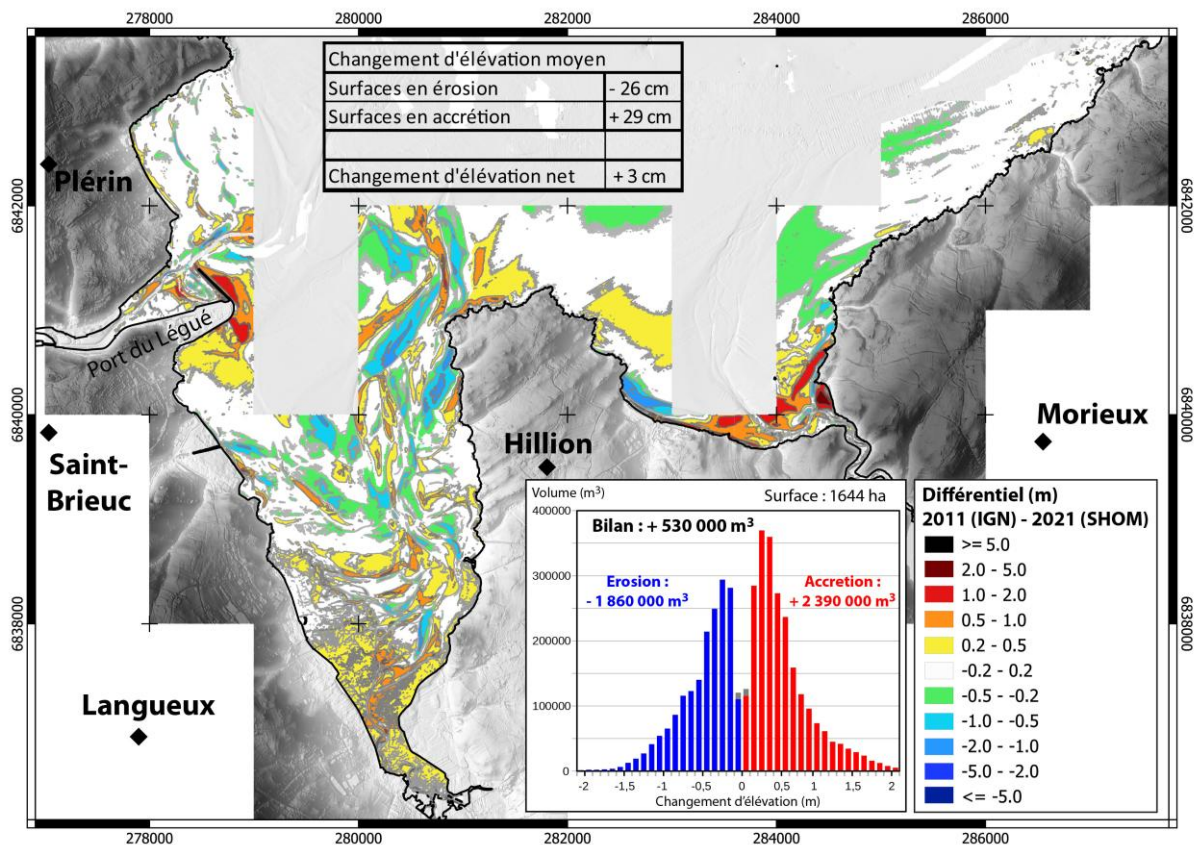 278000 280000 282000 284000 286000
Changement d'élévation moyen
Surfaces en érosion - 26 cm
Surfaces en accrétion + 29 cm
Changement d'élévation net + 3 cm
Plérin
6842000 6842000
Port du Légué
6840000 6840000
Saint-
Brieuc
Hillion
Morieux
Langueux
6838000 6838000
Volume (m³)
Surface : 1644 ha
400000
Bilan : + 530 000 m³
300000
Erosion :
- 1 860 000 m³
Accretion :
+ 2 390 000 m³
200000
100000
0
-2 -1,5 -1 -0,5 0 0,5 1 1,5 2
Changement d'élévation (m)
Différentiel (m)
2011 (IGN) - 2021 (SHOM)
>= 5.0
2.0 - 5.0
1.0 - 2.0
0.5 - 1.0
0.2 - 0.5
-0.2 - 0.2
-0.5 - -0.2
-1.0 - -0.5
-2.0 - -1.0
-5.0 - -2.0
<= -5.0
278000 280000 282000 284000 286000